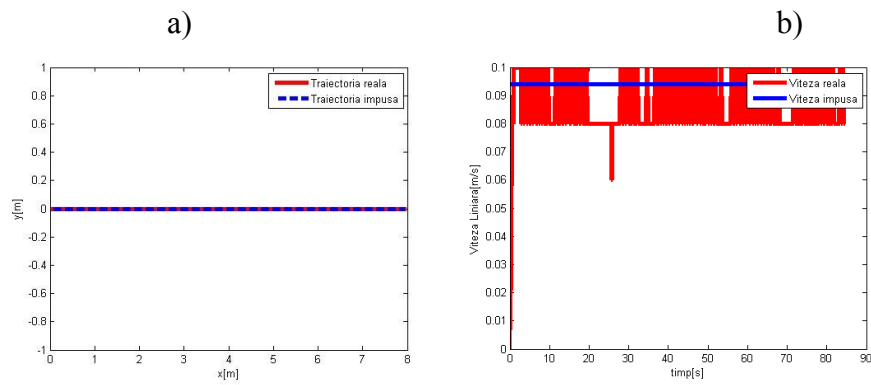 a)
b)
1
0.8
0.6
0.4
0.2
0
-0.2
-0.4
-0.6
-0.8
-1
y[m]
0 1 2 3 4 5 6 7 8
x[m]
Traiectoria reala
Traiectoria impusa
0.1
0.09
0.08
0.07
0.06
0.05
0.04
0.03
0.02
0.01
0
Viteza Liniara[m/s]
0 10 20 30 40 50 60 70 80 90
timp[s]
Viteza reala
Viteza impusa